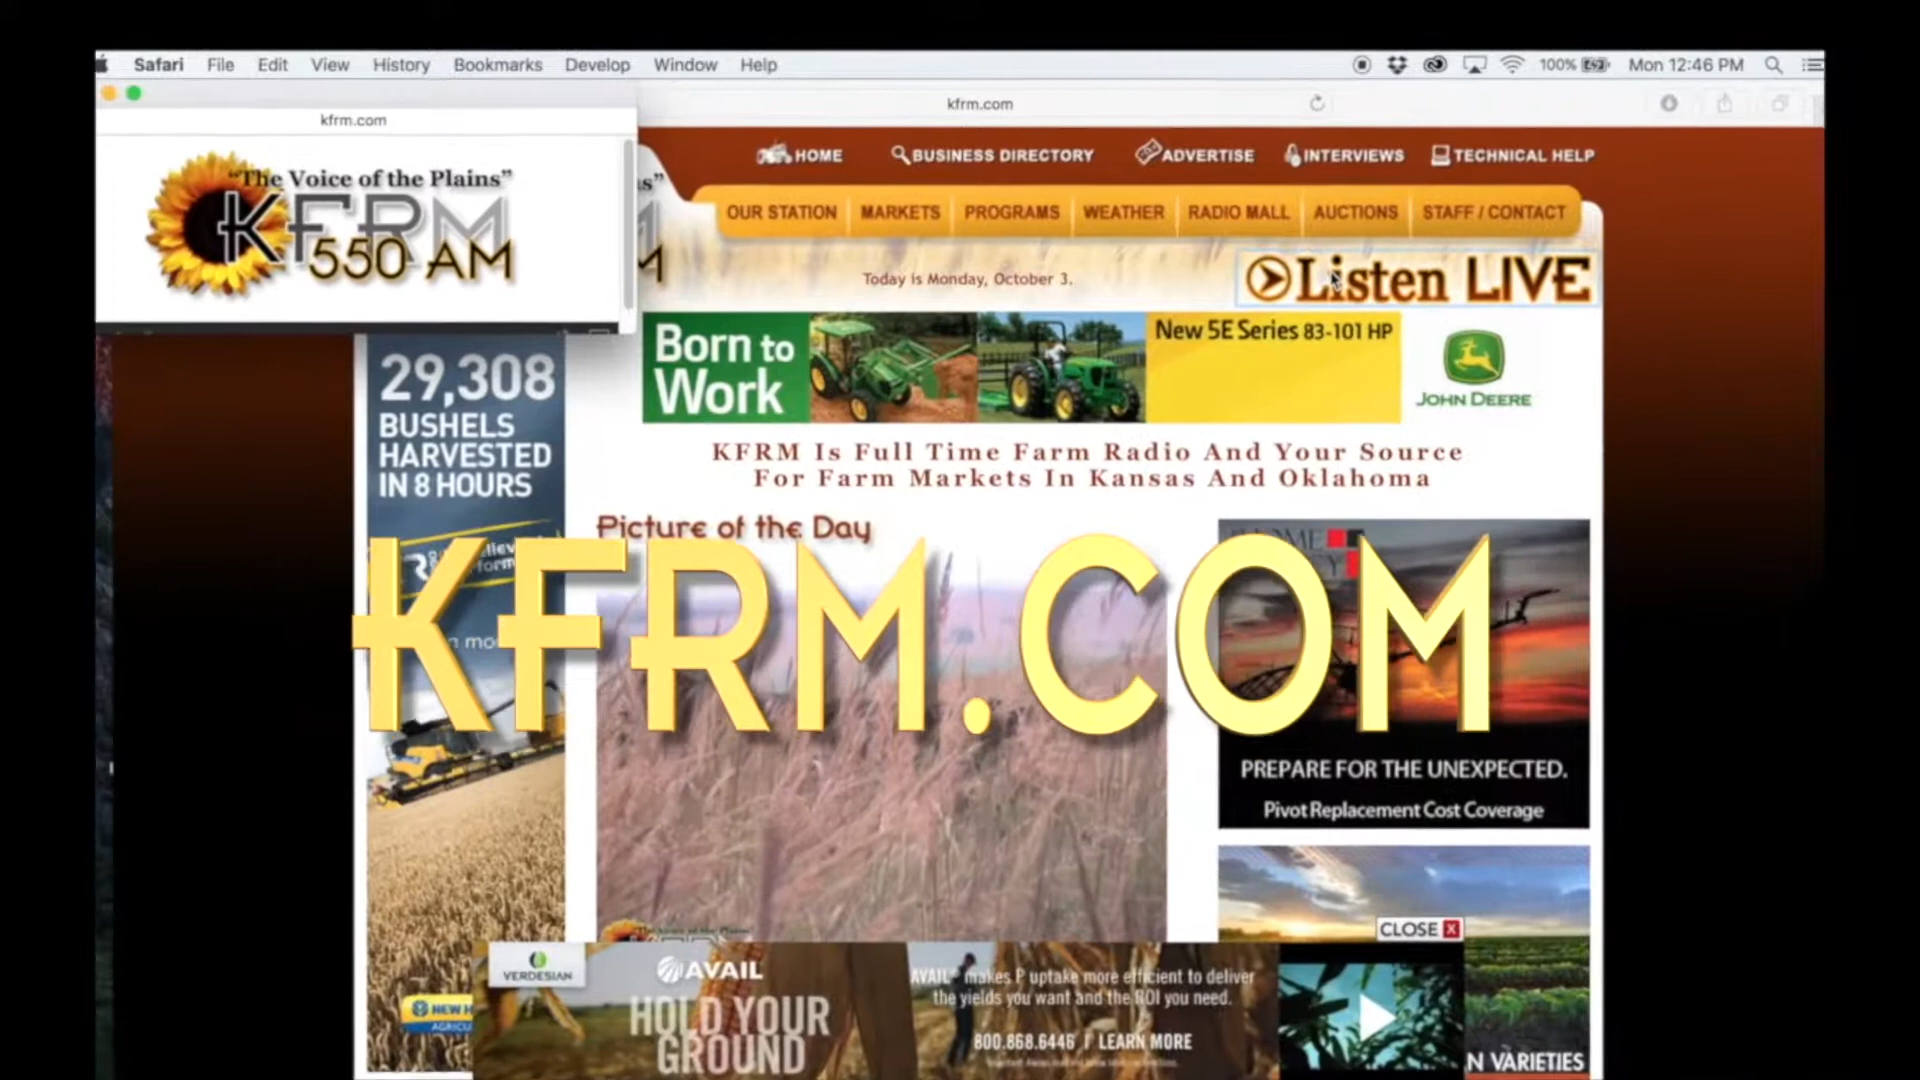 Safari File Edit View History Bookmarks Develop Window Help
100% Mon 12:46 PM
kfrm.com
kfrm.com
"The Voice of the Plains"
KFRM
550 AM
HOME BUSINESS DIRECTORY ADVERTISE INTERVIEWS TECHNICAL HELP
OUR STATION MARKETS PROGRAMS WEATHER RADIO MALL AUCTIONS STAFF / CONTACT
Today is Monday, October 3.
Listen LIVE
Born to
Work
New 5E Series 83-101 HP
JOHN DEERE
29,308
BUSHELS
HARVESTED
IN 8 HOURS
KFRM Is Full Time Farm Radio And Your Source
For Farm Markets In Kansas And Oklahoma
Picture of the Day
KFRM.COM
PREPARE FOR THE UNEXPECTED.
Pivot Replacement Cost Coverage
CLOSE X
VERDESIAN
AVAIL
HOLD YOUR
GROUND
AVAIL makes P uptake more efficient to deliver
the yields you want and the ROI you need.
800.868.6446 | LEARN MORE
NEW H
AGRICU
N VARIETIES